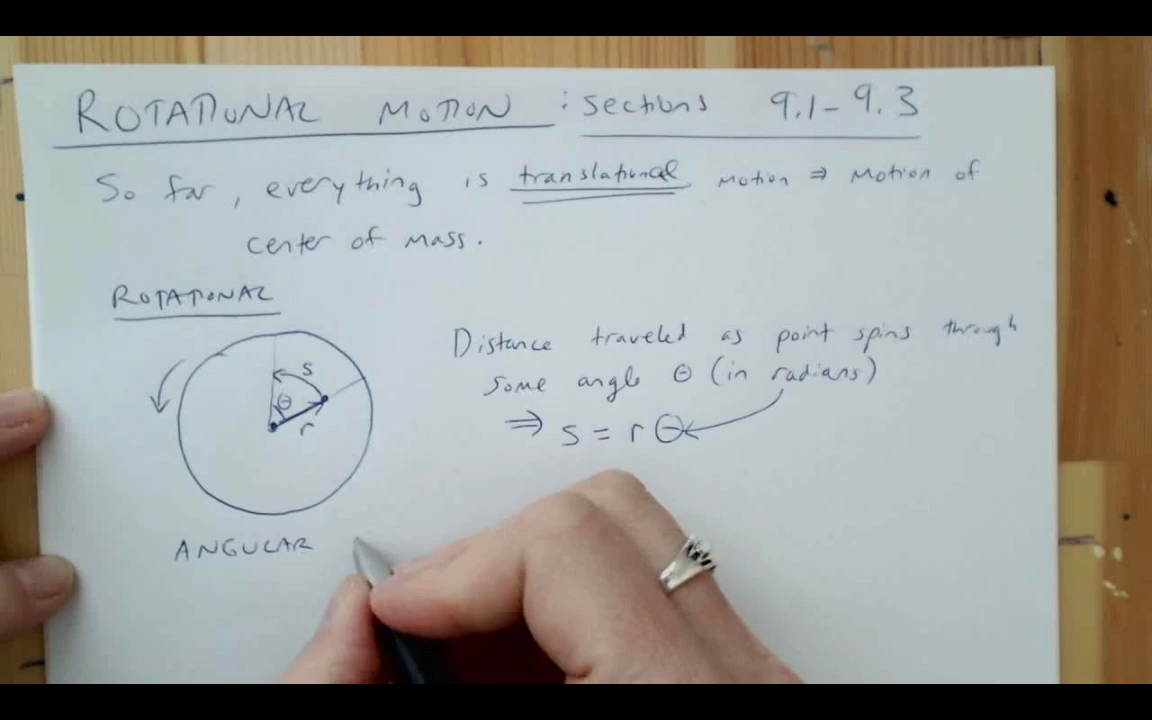 ROTATIONAL MOTION : sections 9.1-9.3
So far, everything is translational motion ⇒ motion of
center of mass.
ROTATIONAL
Distance traveled as point spins through
some angle θ (in radians)
⇒ s = r θ
s
θ
r
ANGULAR